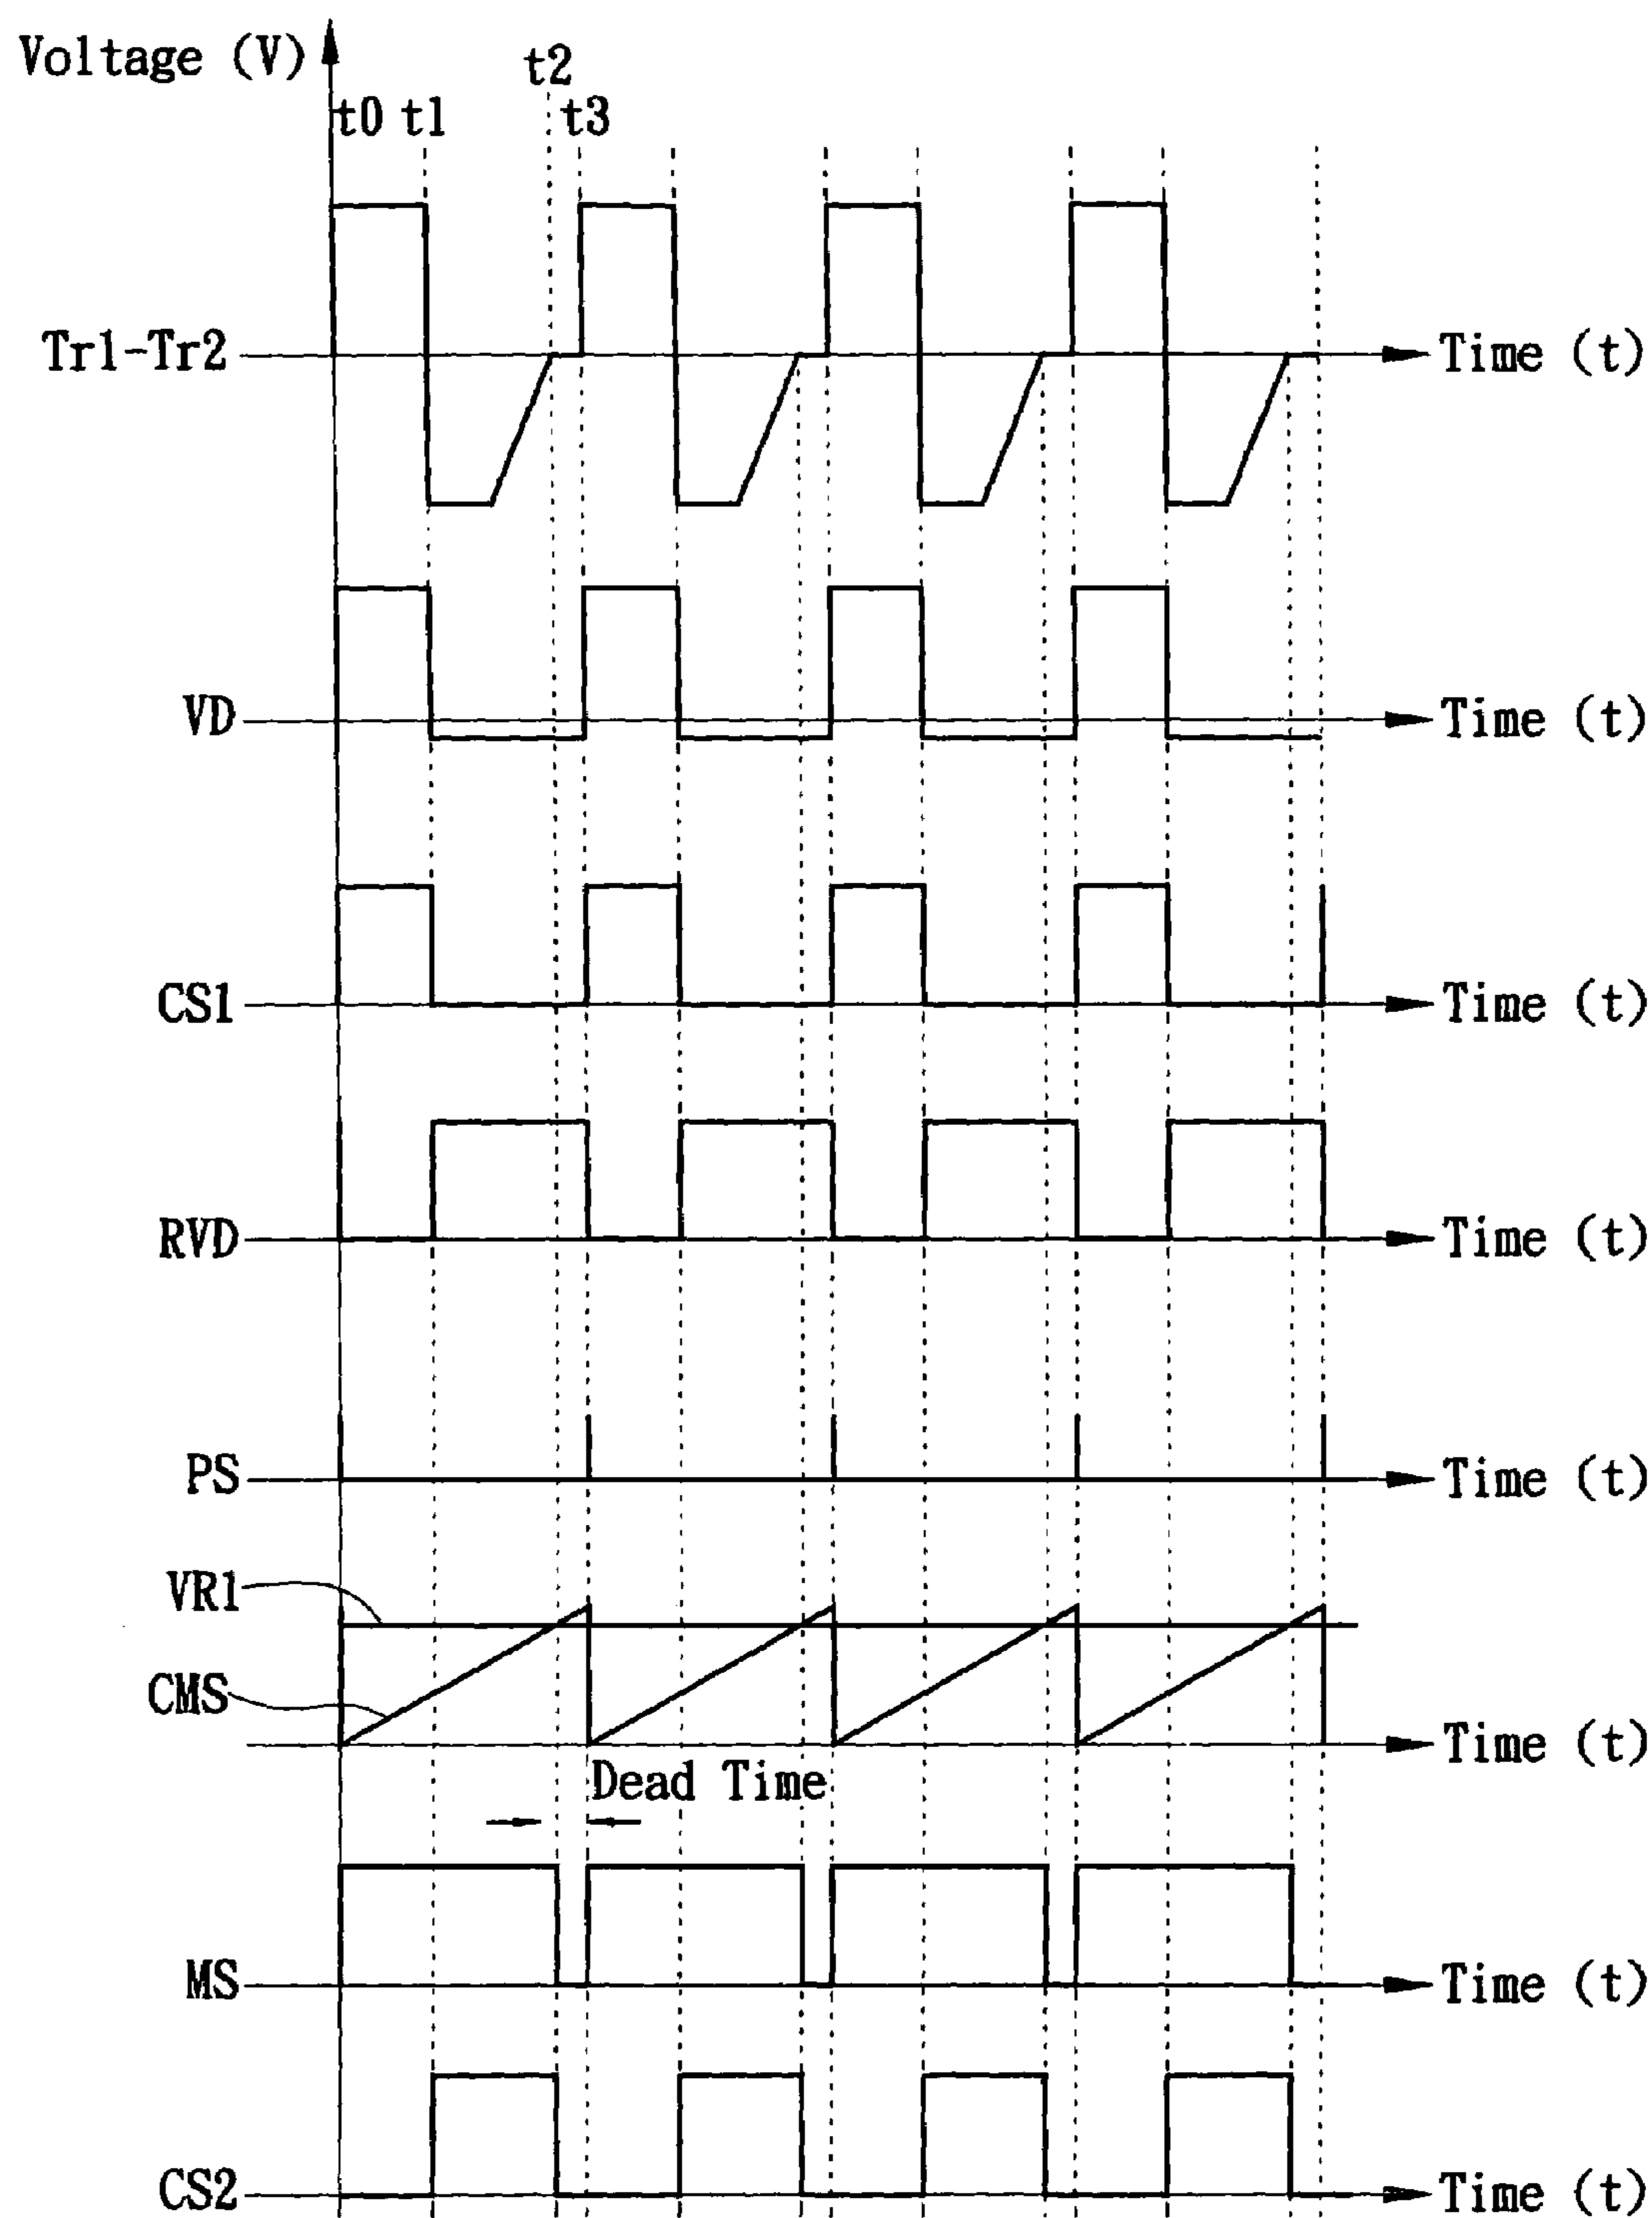 Voltage (V)
t2
t0 t1 t3
Tr1-Tr2 Time (t)
VD Time (t)
CS1 Time (t)
RVD Time (t)
PS Time (t)
VR1
CMS
Time (t)
Dead Time
MS Time (t)
CS2 Time (t)